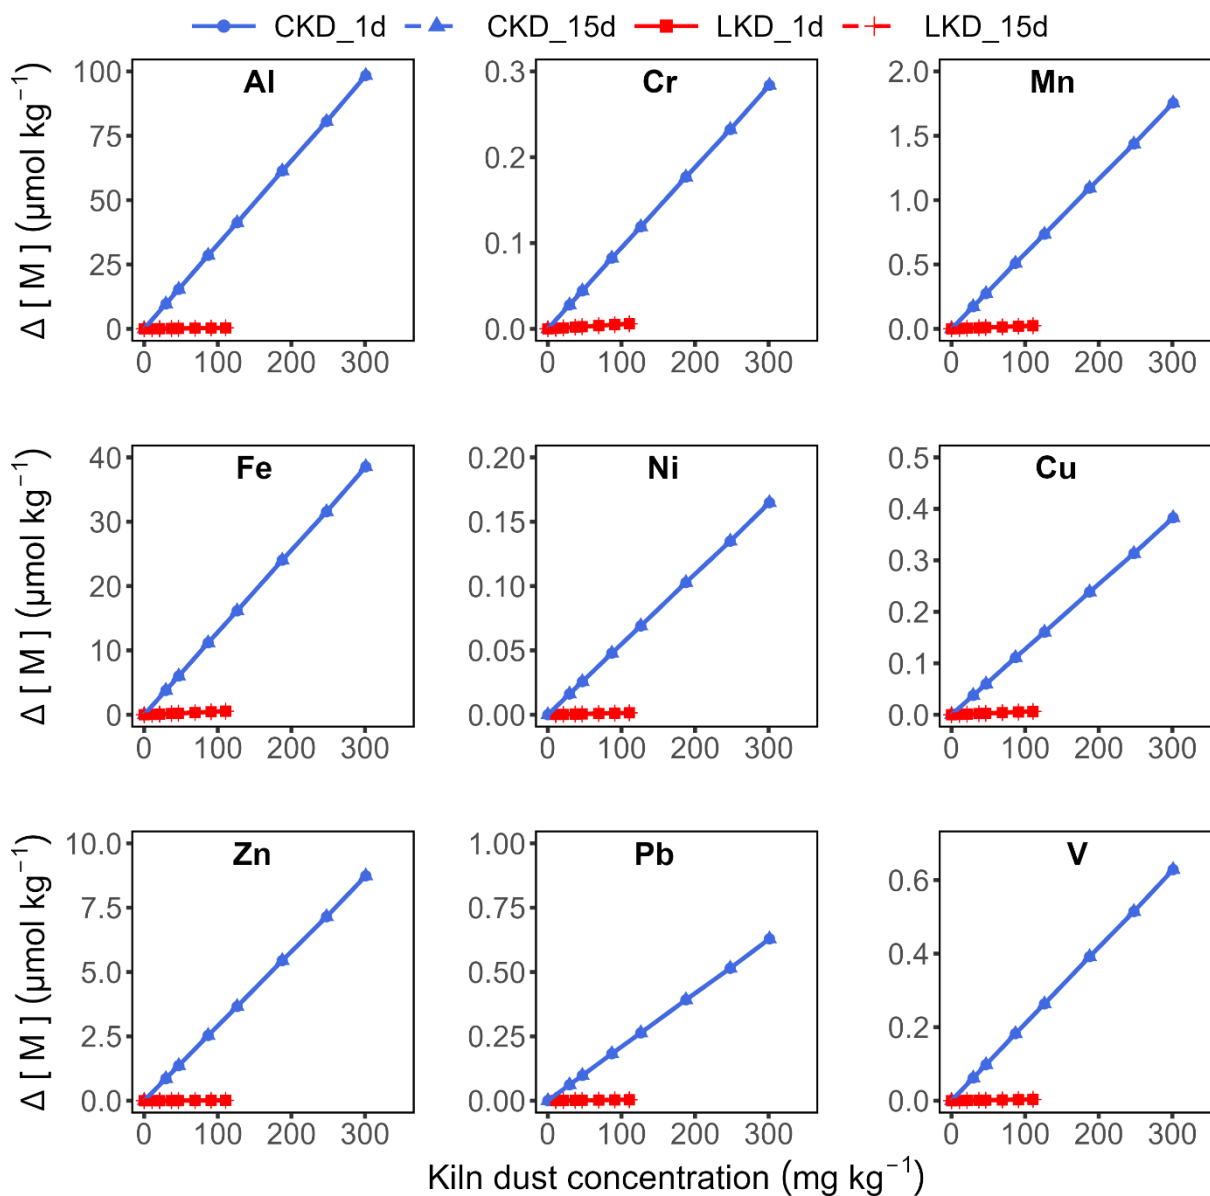 CKD_1d CKD_15d LKD_1d LKD_15d
Δ [ M ] (μmol kg⁻¹)
Al
100
75
50
25
0
0 100 200 300
Cr
0.3
0.2
0.1
0.0
0 100 200 300
Mn
2.0
1.5
1.0
0.5
0.0
0 100 200 300
Δ [ M ] (μmol kg⁻¹)
Fe
40
30
20
10
0
0 100 200 300
Ni
0.20
0.15
0.10
0.05
0.00
0 100 200 300
Cu
0.5
0.4
0.3
0.2
0.1
0.0
0 100 200 300
Δ [ M ] (μmol kg⁻¹)
Zn
10.0
7.5
5.0
2.5
0.0
0 100 200 300
Pb
1.00
0.75
0.50
0.25
0.00
0 100 200 300
V
0.6
0.4
0.2
0.0
0 100 200 300
Kiln dust concentration (mg kg⁻¹)